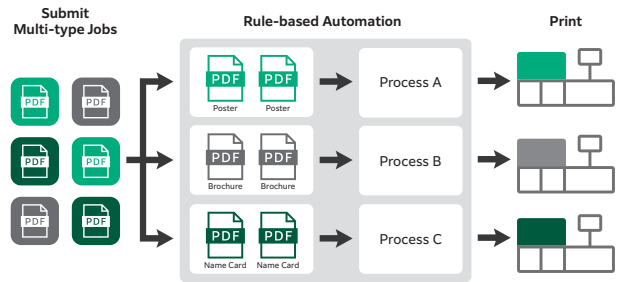 Submit
Multi-type Jobs
Rule-based Automation
Print
PDF PDF
PDF PDF
PDF PDF
PDF PDF
Poster Poster
Process A
PDF PDF
Brochure Brochure
Process B
PDF PDF
Name Card Name Card
Process C